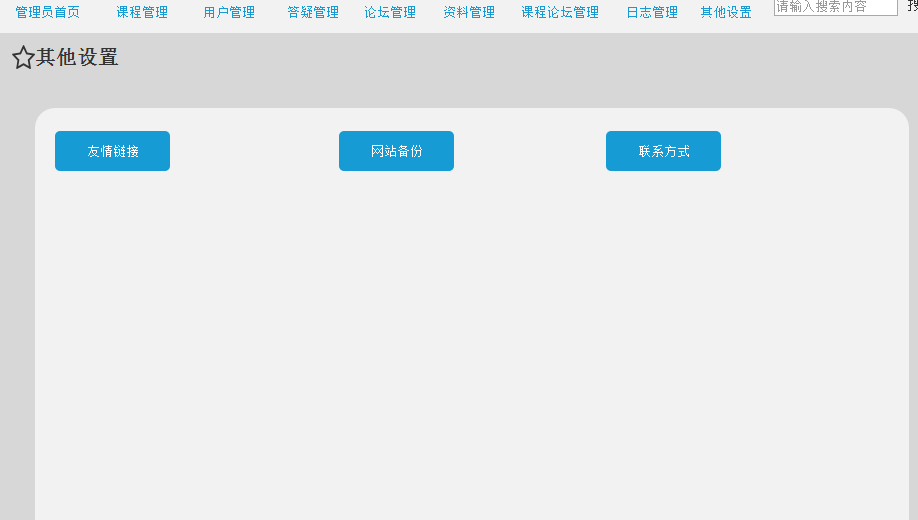 管理员首页 课程管理 用户管理 答疑管理 论坛管理 资料管理 课程论坛管理 日志管理 其他设置 请输入搜索内容
其他设置
友情链接 网站备份 联系方式